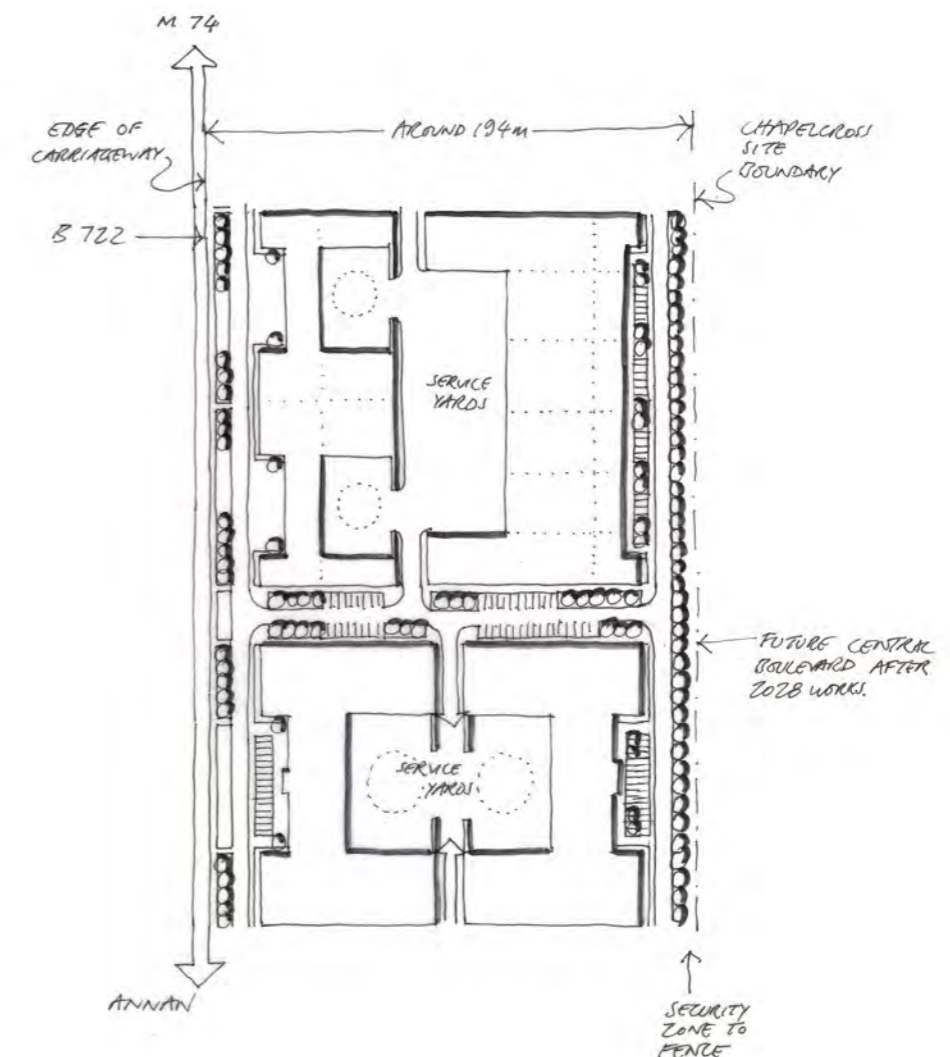 M 74
EDGE OF
CARRIAGEWAY
AROUND 194m
CHAPELCROSS
SITE
BOUNDARY
B 722
SERVICE
YARDS
FUTURE CENTRAL
BOULEVARD AFTER
2028 WORKS.
SERVICE
YARDS
ANNAN
SECURITY
ZONE TO
FENCE